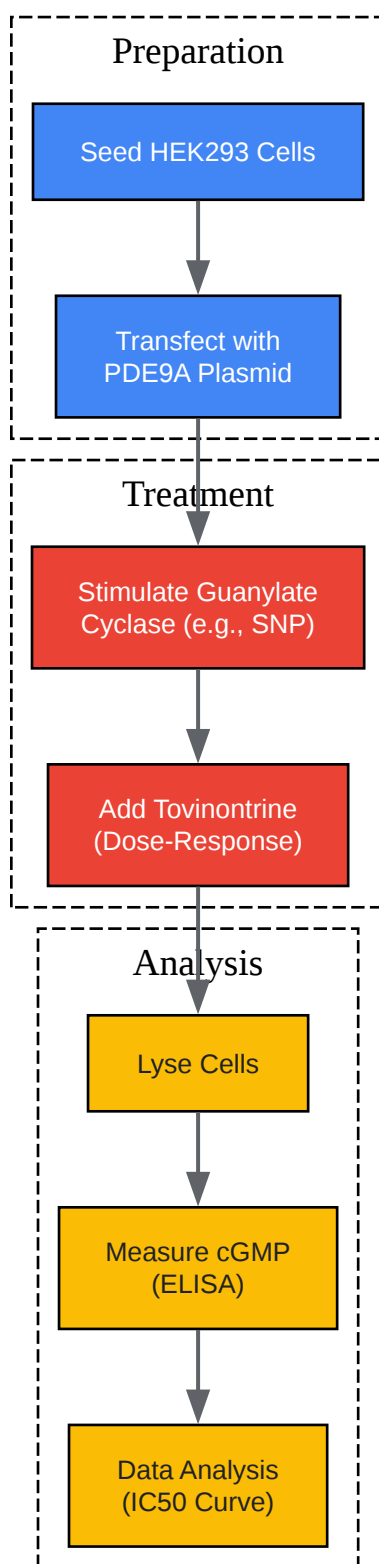 Preparation
Seed HEK293 Cells
Transfect with
PDE9A Plasmid
Treatment
Stimulate Guanylate
Cyclase (e.g., SNP)
Add Tovinontrine
(Dose-Response)
Analysis
Lyse Cells
Measure cGMP
(ELISA)
Data Analysis
(IC50 Curve)